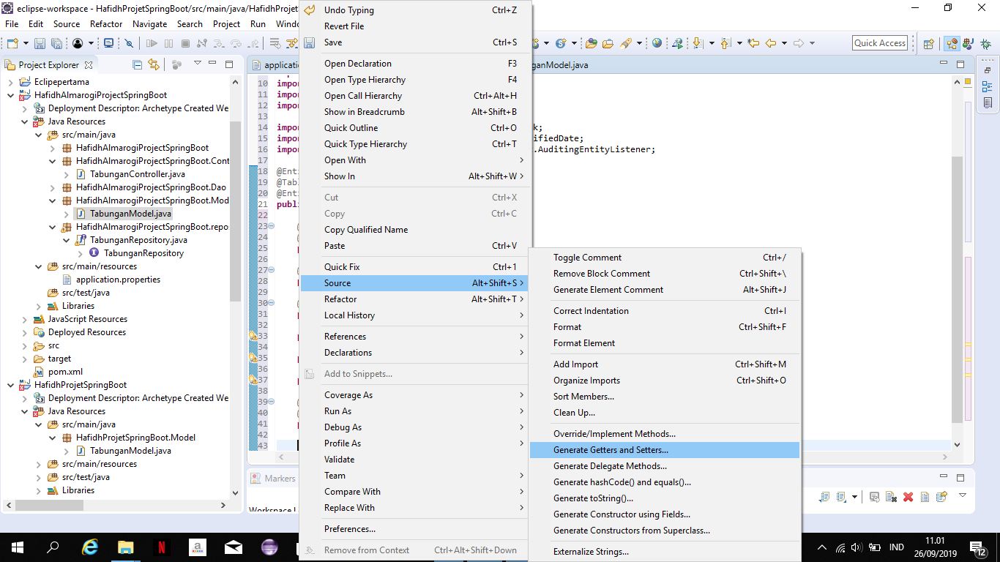 eclipse-workspace - HafidhProjetSpringBoot/src/main/java/HafidhProjet
File Edit Source Refactor Navigate Search Project Run Windo
Quick Access
Project Explorer
Eclipepertama
HafidhAlmarogiProjectSpringBoot
Deployment Descriptor: Archetype Created We
Java Resources
src/main/java
HafidhAlmarogiProjectSpringBoot
HafidhAlmarogiProjectSpringBoot.Cont
TabunganController.java
HafidhAlmarogiProjectSpringBoot.Dao
HafidhAlmarogiProjectSpringBoot.Mod
TabunganModel.java
HafidhAlmarogiProjectSpringBoot.repo
TabunganRepository.java
TabunganRepository
src/main/resources
application.properties
src/test/java
Libraries
JavaScript Resources
Deployed Resources
src
target
pom.xml
HafidhProjetSpringBoot
Deployment Descriptor: Archetype Created We
Java Resources
src/main/java
HafidhProjetSpringBoot.Model
TabunganModel.java
src/main/resources
src/test/java
Libraries
applicatio
nganModel.java
10 impor
11 impor
12 impor
13
14 impor k;
15 impor ifiedDate;
16 impor .AuditingEntityListener;
17
18 @Enti
19 @Tabl
20 @Enti
21 publi
22
23
24
25
26
27
28
29
30
31
32
33
34
35
36
37
38
39
40
41
42
43
Markers
Undo Typing Ctrl+Z
Revert File
Save Ctrl+S
Open Declaration F3
Open Type Hierarchy F4
Open Call Hierarchy Ctrl+Alt+H
Show in Breadcrumb Alt+Shift+B
Quick Outline Ctrl+O
Quick Type Hierarchy Ctrl+T
Open With
Show In Alt+Shift+W
Cut Ctrl+X
Copy Ctrl+C
Copy Qualified Name
Paste Ctrl+V
Quick Fix Ctrl+1
Source Alt+Shift+S
Refactor Alt+Shift+T
Local History
References
Declarations
Add to Snippets...
Coverage As
Run As
Debug As
Profile As
Validate
Team
Compare With
Replace With
Preferences...
Remove from Context Ctrl+Alt+Shift+Down
Toggle Comment Ctrl+/
Remove Block Comment Ctrl+Shift+\
Generate Element Comment Alt+Shift+J
Correct Indentation Ctrl+I
Format Ctrl+Shift+F
Format Element
Add Import Ctrl+Shift+M
Organize Imports Ctrl+Shift+O
Sort Members...
Clean Up...
Override/Implement Methods...
Generate Getters and Setters...
Generate Delegate Methods...
Generate hashCode() and equals()...
Generate toString()...
Generate Constructor using Fields...
Generate Constructors from Superclass...
Externalize Strings...
IND
11.01
26/09/2019
12